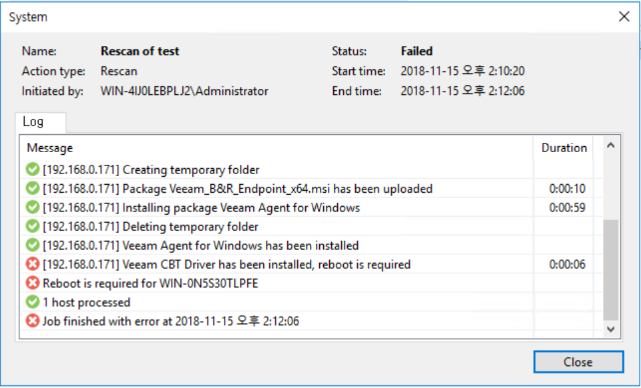 System
Name: Rescan of test Status: Failed
Action type: Rescan Start time: 2018-11-15 오후 2:10:20
Initiated by: WIN-4IJ0LEBPLJ2\Administrator End time: 2018-11-15 오후 2:12:06
Log
Message Duration
[192.168.0.171] Creating temporary folder
[192.168.0.171] Package Veeam_B&R_Endpoint_x64.msi has been uploaded 0:00:10
[192.168.0.171] Installing package Veeam Agent for Windows 0:00:59
[192.168.0.171] Deleting temporary folder
[192.168.0.171] Veeam Agent for Windows has been installed
[192.168.0.171] Veeam CBT Driver has been installed, reboot is required 0:00:06
Reboot is required for WIN-0N5S30TLPFE
1 host processed
Job finished with error at 2018-11-15 오후 2:12:06
Close